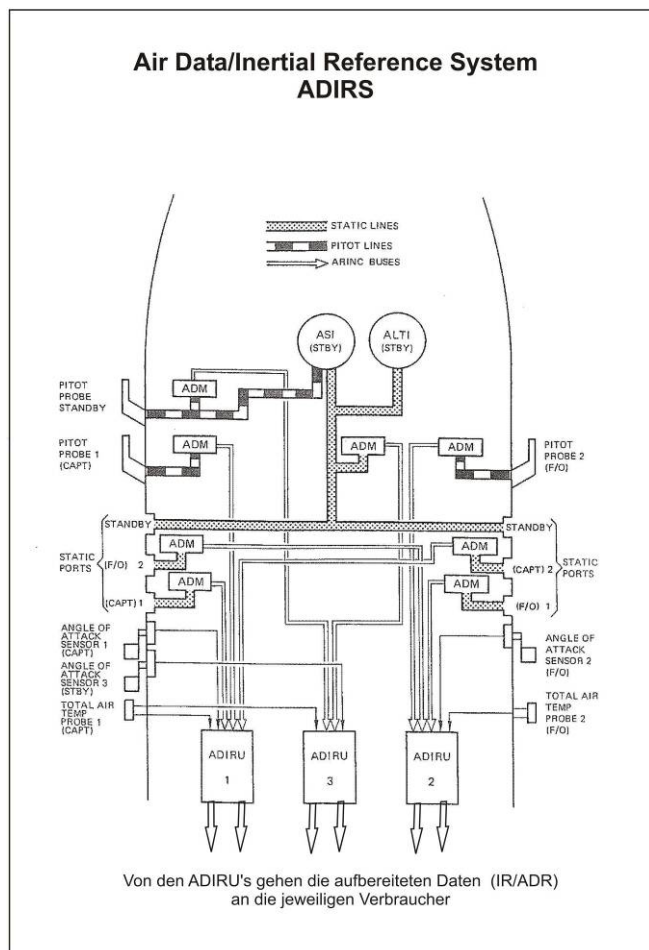 Air Data/Inertial Reference System
ADIRS
STATIC LINES
PITOT LINES
ARINC BUSES
ASI
(STBY)
ALTI
(STBY)
PITOT
PROBE
STANDBY
ADM
PITOT
PROBE 1
(CAPT)
ADM
ADM
ADM
PITOT
PROBE 2
(F/O)
STANDBY
STANDBY
STATIC
PORTS
(F/O) 2
ADM
(CAPT) 1
ADM
ADM
(CAPT) 2
ADM
(F/O) 1
STATIC
PORTS
ANGLE OF
ATTACK
SENSOR 1
(CAPT)
ANGLE OF
ATTACK
SENSOR 3
(STBY)
TOTAL AIR
TEMP
PROBE 1
(CAPT)
ANGLE OF
ATTACK
SENSOR 2
(F/O)
TOTAL AIR
TEMP
PROBE 2
(F/O)
ADIRU
1
ADIRU
3
ADIRU
2
Von den ADIRU's gehen die aufbereiteten Daten (IR/ADR)
an die jeweiligen Verbraucher